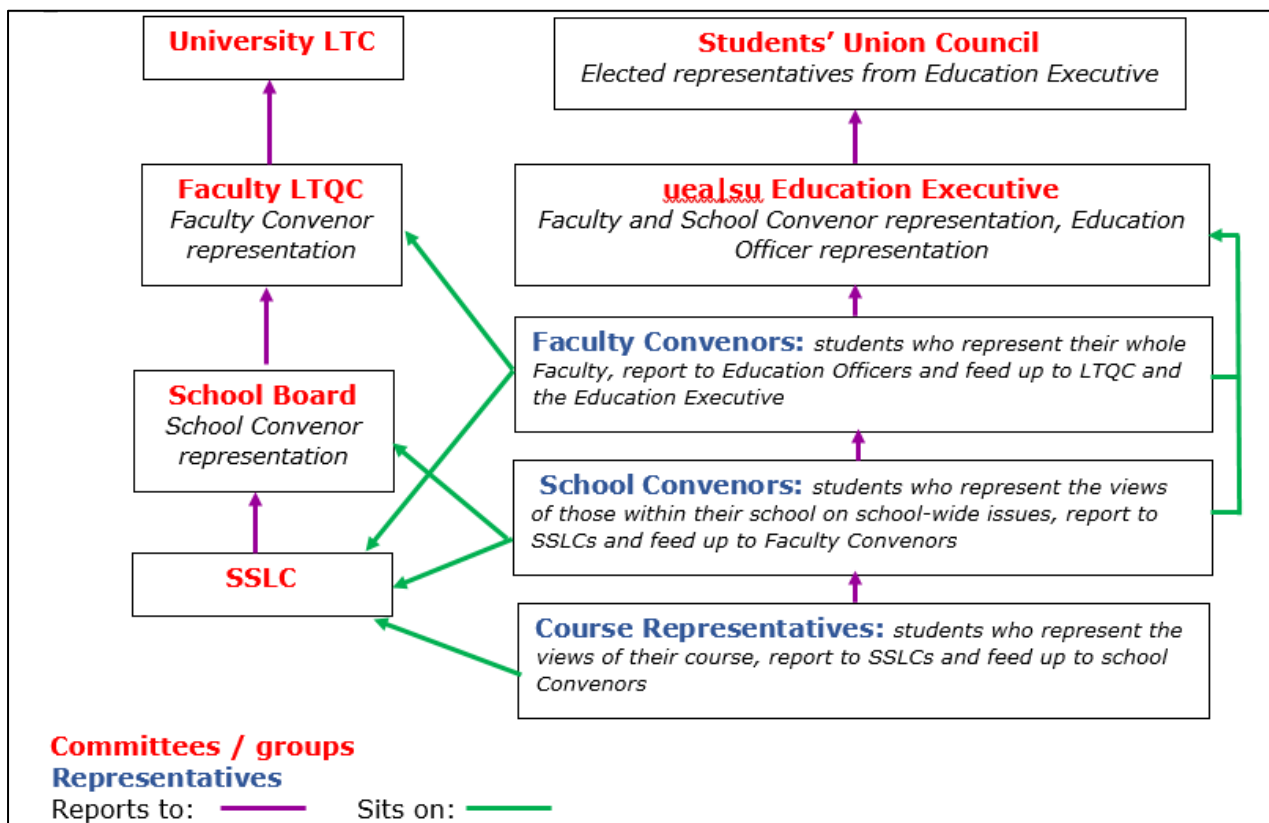 University LTC
Students’ Union Council
Elected representatives from Education Executive
Faculty LTQC
Faculty Convenor
representation
uea|su Education Executive
Faculty and School Convenor representation, Education
Officer representation
Faculty Convenors: students who represent their whole
Faculty, report to Education Officers and feed up to LTQC and
the Education Executive
School Board
School Convenor
representation
School Convenors: students who represent the views
of those within their school on school-wide issues, report to
SSLCs and feed up to Faculty Convenors
SSLC
Course Representatives: students who represent the
views of their course, report to SSLCs and feed up to school
Convenors
Committees / groups
Representatives
Reports to: Sits on: